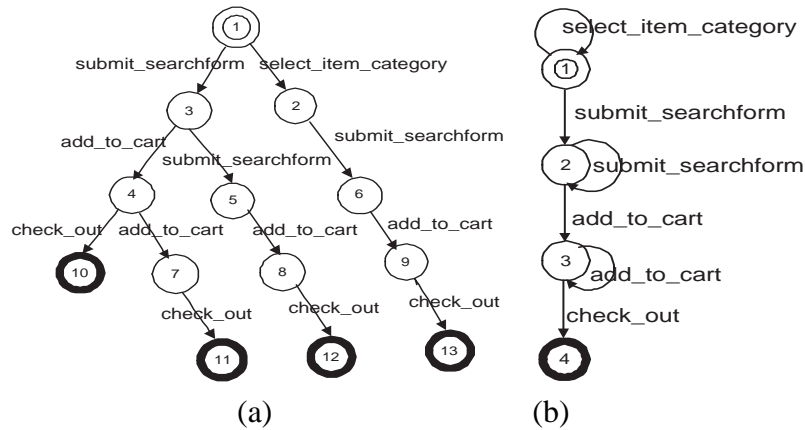 1
select_item_category
submit_searchform select_item_category
1
3
2
submit_searchform
add_to_cart
submit_searchform
submit_searchform
2
submit_searchform
4
5
6
check_out
add_to_cart
add_to_cart
add_to_cart
add_to_cart
10
7
8
9
3
add_to_cart
check_out
check_out
check_out
check_out
11
12
13
4
(a)
(b)